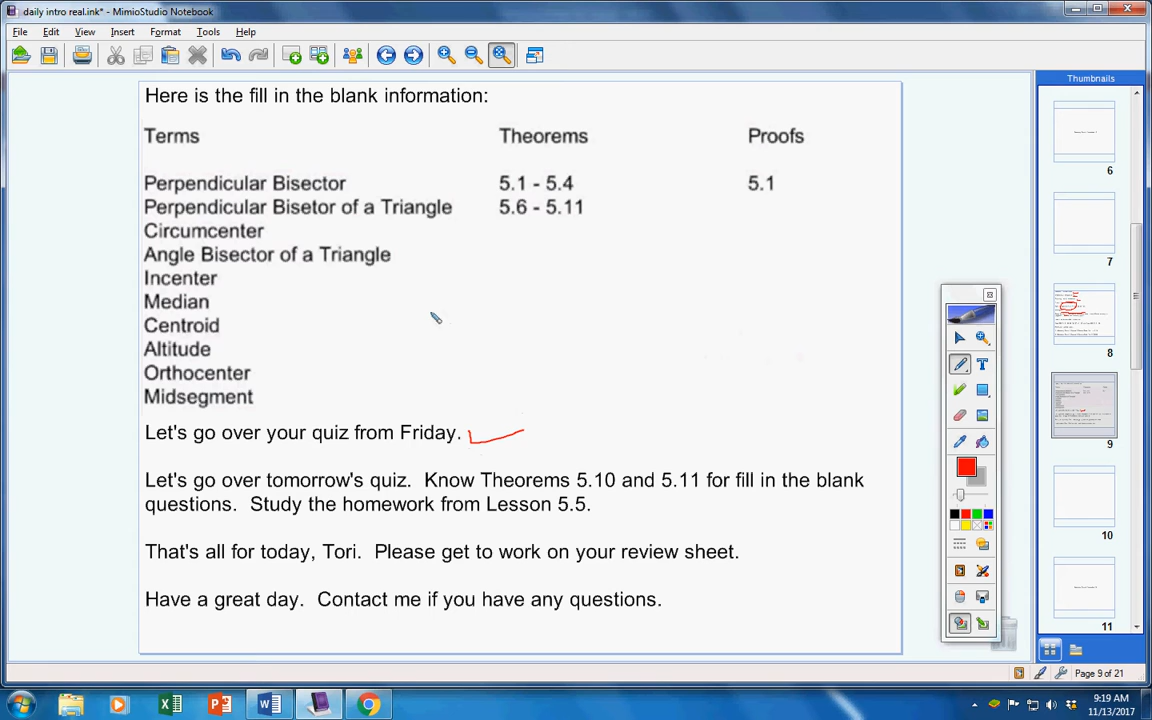 daily intro real.ink* - MimioStudio Notebook
File Edit View Insert Format Tools Help
Thumbnails
Here is the fill in the blank information:
Terms Theorems Proofs
Perpendicular Bisector 5.1 - 5.4 5.1
Perpendicular Bisetor of a Triangle 5.6 - 5.11
Circumcenter
Angle Bisector of a Triangle
Incenter
Median
Centroid
Altitude
Orthocenter
Midsegment
Let's go over your quiz from Friday.
Let's go over tomorrow's quiz. Know Theorems 5.10 and 5.11 for fill in the blank
questions. Study the homework from Lesson 5.5.
That's all for today, Tori. Please get to work on your review sheet.
Have a great day. Contact me if you have any questions.
6
7
8
9
10
11
Page 9 of 21
9:19 AM
11/13/2017